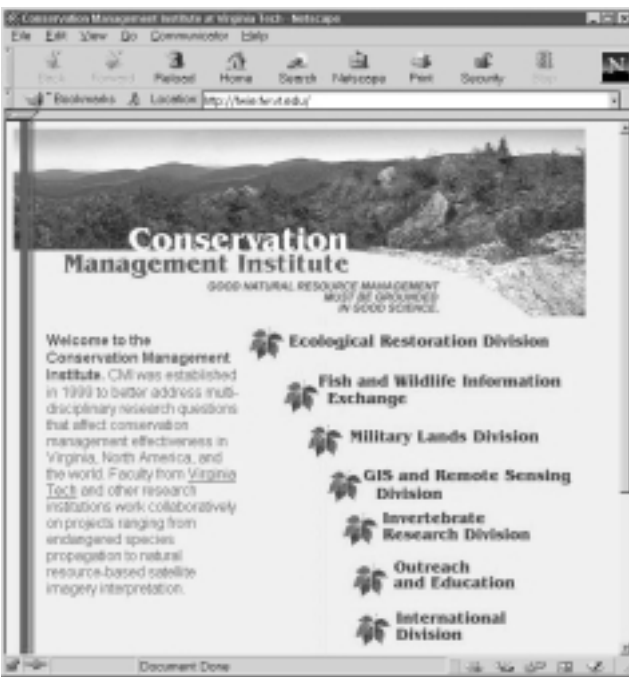 Conservation Management Institute at Virginia Tech - Netscape
File Edit View Go Communicator Help
Back Forward Reload Home Search Netscape Print Security Stop
N
Bookmarks Location:
Conservation
Management Institute
GOOD NATURAL RESOURCE MANAGEMENT
MUST BE GROUNDED
IN GOOD SCIENCE.
Welcome to the
Conservation Management
Institute. CMI was established
in 1999 to better address multi-
disciplinary research questions
that affect conservation
management effectiveness in
Virginia, North America, and
the world. Faculty from Virginia
Tech and other research
institutions work collaboratively
on projects ranging from
endangered species
propagation to natural
resource-based satellite
imagery interpretation.
Ecological Restoration Division
Fish and Wildlife Information
Exchange
Military Lands Division
GIS and Remote Sensing
Division
Invertebrate
Research Division
Outreach
and Education
International
Division
Document Done